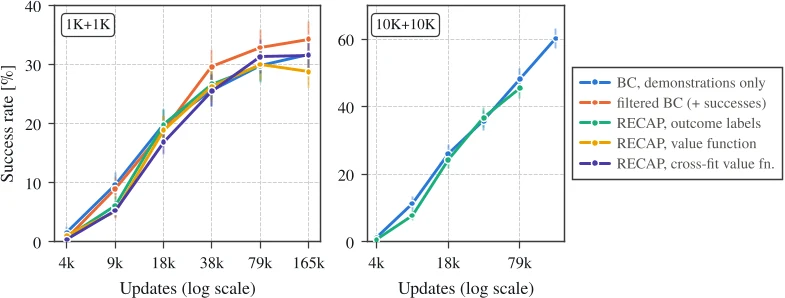 1K+1K
10K+10K
Success rate [%]
40
30
20
10
0
4k 9k 18k 38k 79k 165k
Updates (log scale)
60
40
20
0
4k 18k 79k
Updates (log scale)
BC, demonstrations only
filtered BC (+ successes)
RECAP, outcome labels
RECAP, value function
RECAP, cross-fit value fn.